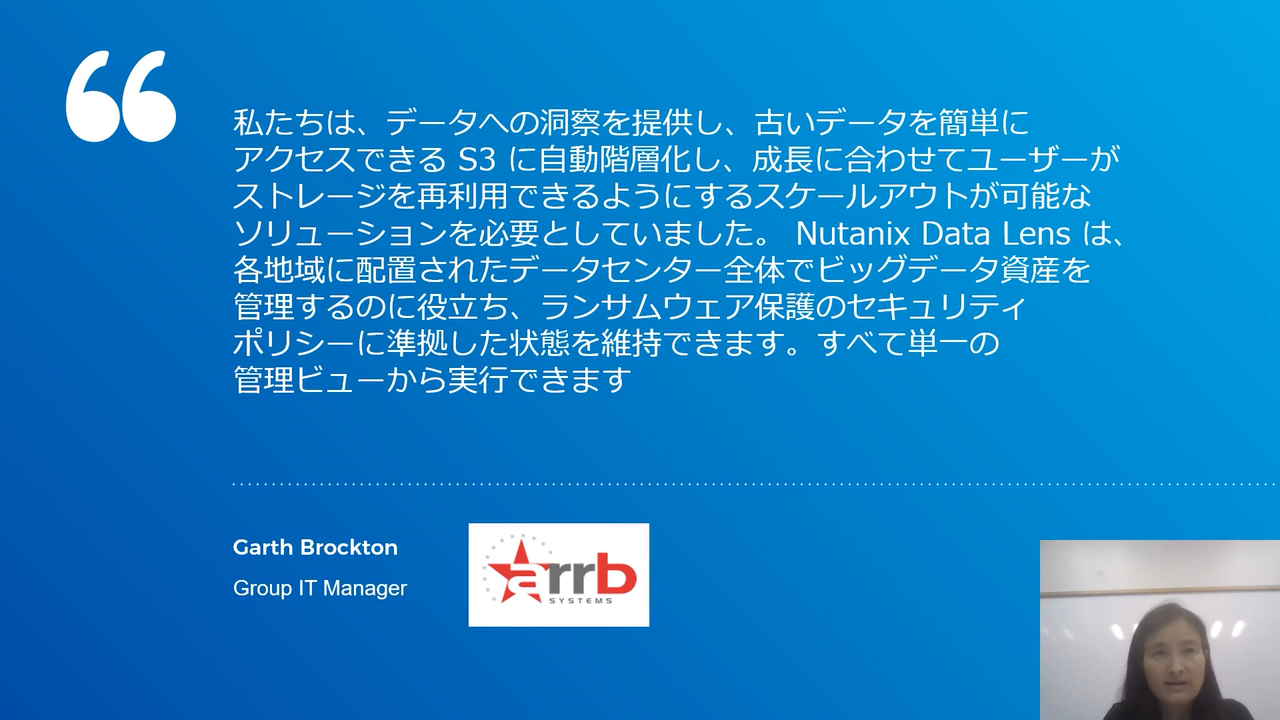 私たちは、データへの洞察を提供し、古いデータを簡単に
アクセスできる S3 に自動階層化し、成長に合わせてユーザーが
ストレージを再利用できるようにするスケールアウトが可能な
ソリューションを必要としていました。 Nutanix Data Lens は、
各地域に配置されたデータセンター全体でビッグデータ資産を
管理するのに役立ち、ランサムウェア保護のセキュリティ
ポリシーに準拠した状態を維持できます。すべて単一の
管理ビューから実行できます
Garth Brockton
Group IT Manager
arrb
SYSTEMS